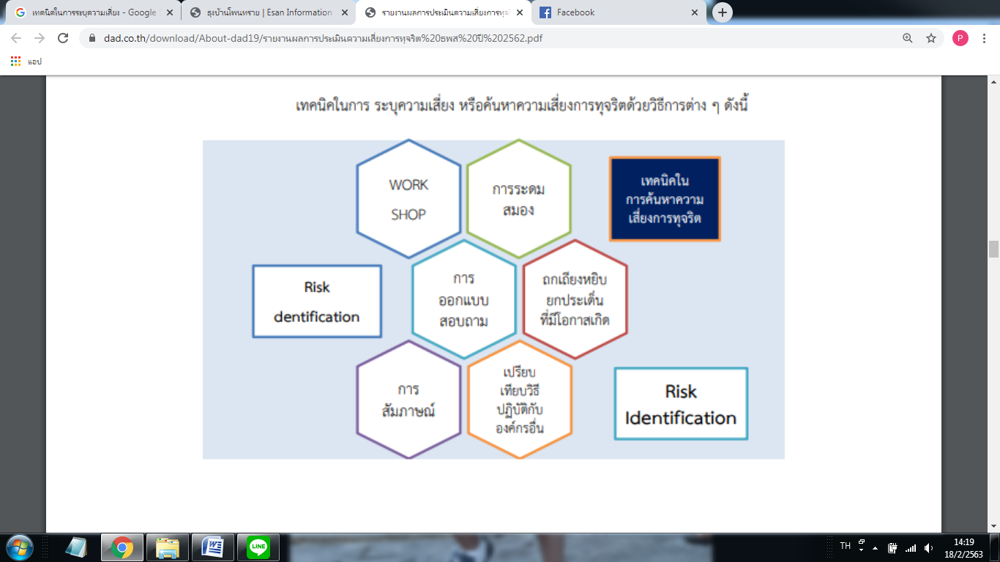 เทคนิคในการระบุความเสี่ยง - Google
ธุงบ้านโพนทราย | Esan Information
รายงานผลการประเมินความเสี่ยงการทุจ
Facebook
dad.co.th/download/About-dad19/รายงานผลการประเมินความเสี่ยงการทุจริต%20ธพส%20ปี%202562.pdf
P
แอป
เทคนิคในการ ระบุความเสี่ยง หรือค้นหาความเสี่ยงการทุจริตด้วยวิธีการต่าง ๆ ดังนี้
WORK
SHOP
การระดม
สมอง
เทคนิคใน
การค้นหาความ
เสี่ยงการทุจริต
Risk
dentification
การ
ออกแบบ
สอบถาม
ถกเถียงหยิบ
ยกประเด็น
ที่มีโอกาสเกิด
การ
สัมภาษณ์
เปรียบ
เทียบวิธี
ปฏิบัติกับ
องค์กรอื่น
Risk
Identification
LINE
TH
14:19
18/2/2563